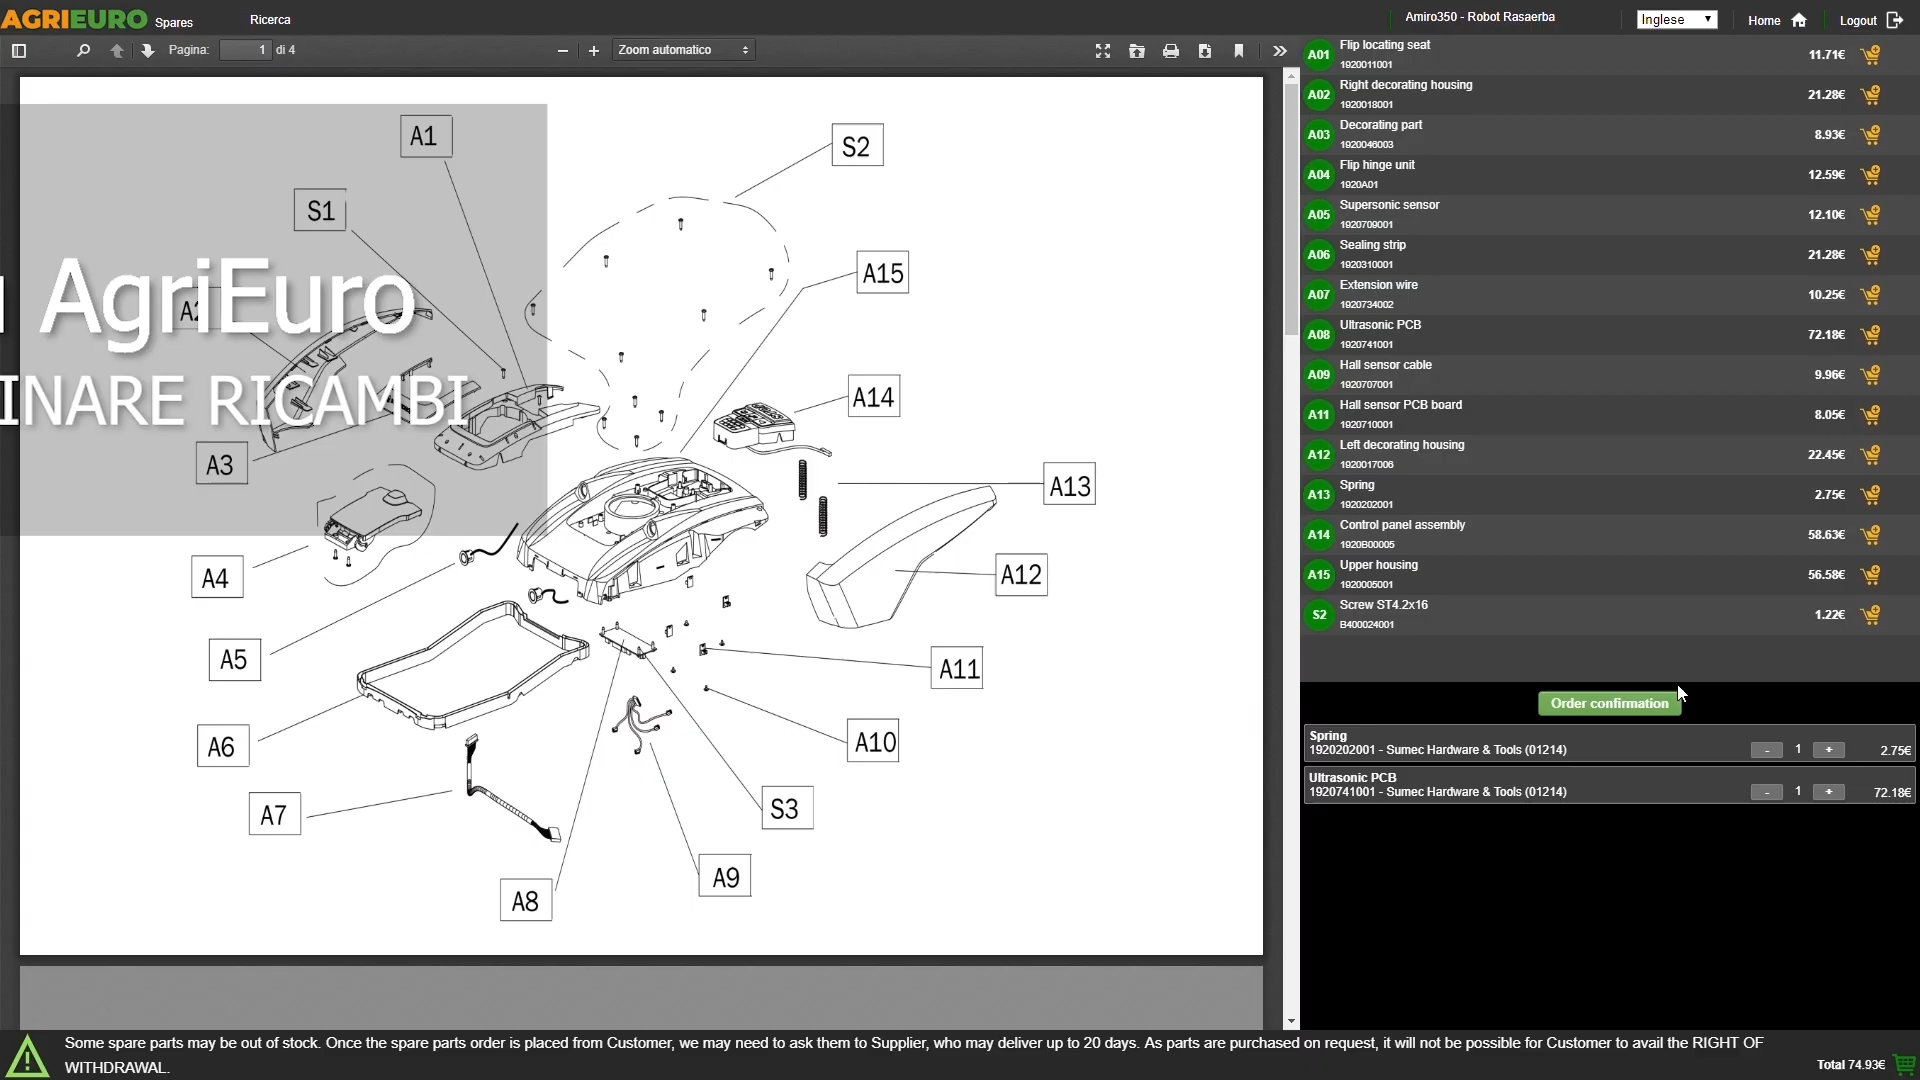 AGRIEURO Spares
Ricerca
Amiro350 - Robot Rasaerba
Inglese
Home
Logout
Pagina: 1 di 4
Zoom automatico
A1
S1
S2
A15
A2
A14
A3
A13
A4
A12
A5
A11
A6
A10
A7
S3
A9
A8
AgriEuro
INARE RICAMBI
A01 Flip locating seat 11.71€
1920011001
A02 Right decorating housing 21.28€
1920018001
A03 Decorating part 8.93€
1920046003
A04 Flip hinge unit 12.59€
1920A01
A05 Supersonic sensor 12.10€
1920709001
A06 Sealing strip 21.28€
1920310001
A07 Extension wire 10.25€
1920734002
A08 Ultrasonic PCB 72.18€
1920741001
A09 Hall sensor cable 9.96€
1920707001
A11 Hall sensor PCB board 8.05€
1920710001
A12 Left decorating housing 22.45€
1920017006
A13 Spring 2.75€
1920202001
A14 Control panel assembly 58.63€
1920B00005
A15 Upper housing 56.58€
1920005001
S2 Screw ST4.2x16 1.22€
B400024001
Order confirmation
Spring
1920202001 - Sumec Hardware & Tools (01214) - 1 + 2.75€
Ultrasonic PCB
1920741001 - Sumec Hardware & Tools (01214) - 1 + 72.18€
Some spare parts may be out of stock. Once the spare parts order is placed from Customer, we may need to ask them to Supplier, who may deliver up to 20 days. As parts are purchased on request, it will not be possible for Customer to avail the RIGHT OF
WITHDRAWAL.
Total 74.93€